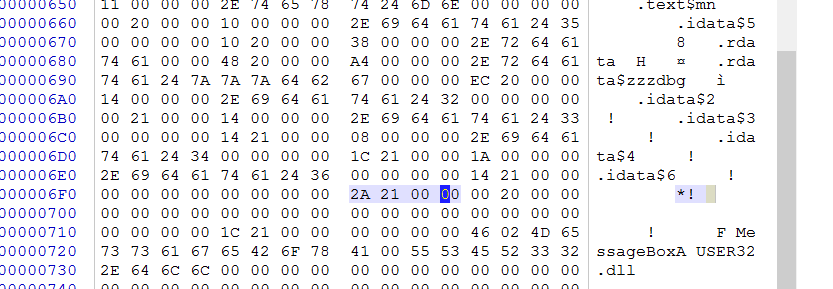 00000650 11 00 00 00 2E 74 65 78 74 24 6D 6E 00 00 00 00 .text$mn
00000660 00 20 00 00 10 00 00 00 2E 69 64 61 74 61 24 35 .idata$5
00000670 00 00 00 00 10 20 00 00 38 00 00 00 2E 72 64 61 8 .rda
00000680 74 61 00 00 48 20 00 00 A4 00 00 00 2E 72 64 61 ta H ¤ .rda
00000690 74 61 24 7A 7A 7A 64 62 67 00 00 00 EC 20 00 00 ta$zzzdbg ì
000006A0 14 00 00 00 2E 69 64 61 74 61 24 32 00 00 00 00 .idata$2
000006B0 00 21 00 00 14 00 00 00 2E 69 64 61 74 61 24 33 ! .idata$3
000006C0 00 00 00 00 14 21 00 00 08 00 00 00 2E 69 64 61 ! .ida
000006D0 74 61 24 34 00 00 00 00 1C 21 00 00 1A 00 00 00 ta$4 !
000006E0 2E 69 64 61 74 61 24 36 00 00 00 00 14 21 00 00 .idata$6 !
000006F0 00 00 00 00 00 00 00 00 2A 21 00 00 00 20 00 00 *!
00000700 00 00 00 00 00 00 00 00 00 00 00 00 00 00 00 00
00000710 00 00 00 00 1C 21 00 00 00 00 00 00 46 02 4D 65 ! F Me
00000720 73 73 61 67 65 42 6F 78 41 00 55 53 45 52 33 32 ssageBoxA USER32
00000730 2E 64 6C 6C 00 00 00 00 00 00 00 00 00 00 00 00 .dll